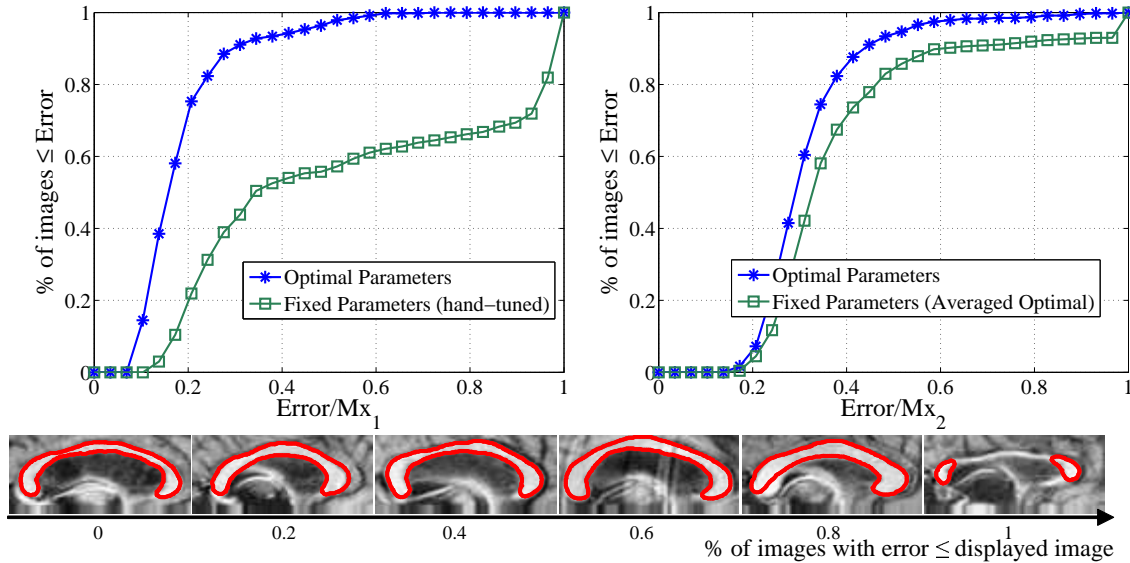 1
0.8
0.6
0.4
0.2
0
% of images ≤ Error
Optimal Parameters
Fixed Parameters (hand−tuned)
0 0.2 0.4 0.6 0.8 1
Error/Mx1
1
0.8
0.6
0.4
0.2
0
% of images ≤ Error
Optimal Parameters
Fixed Parameters (Averaged Optimal)
0 0.2 0.4 0.6 0.8 1
Error/Mx2
0 0.2 0.4 0.6 0.8 1
% of images with error ≤ displayed image